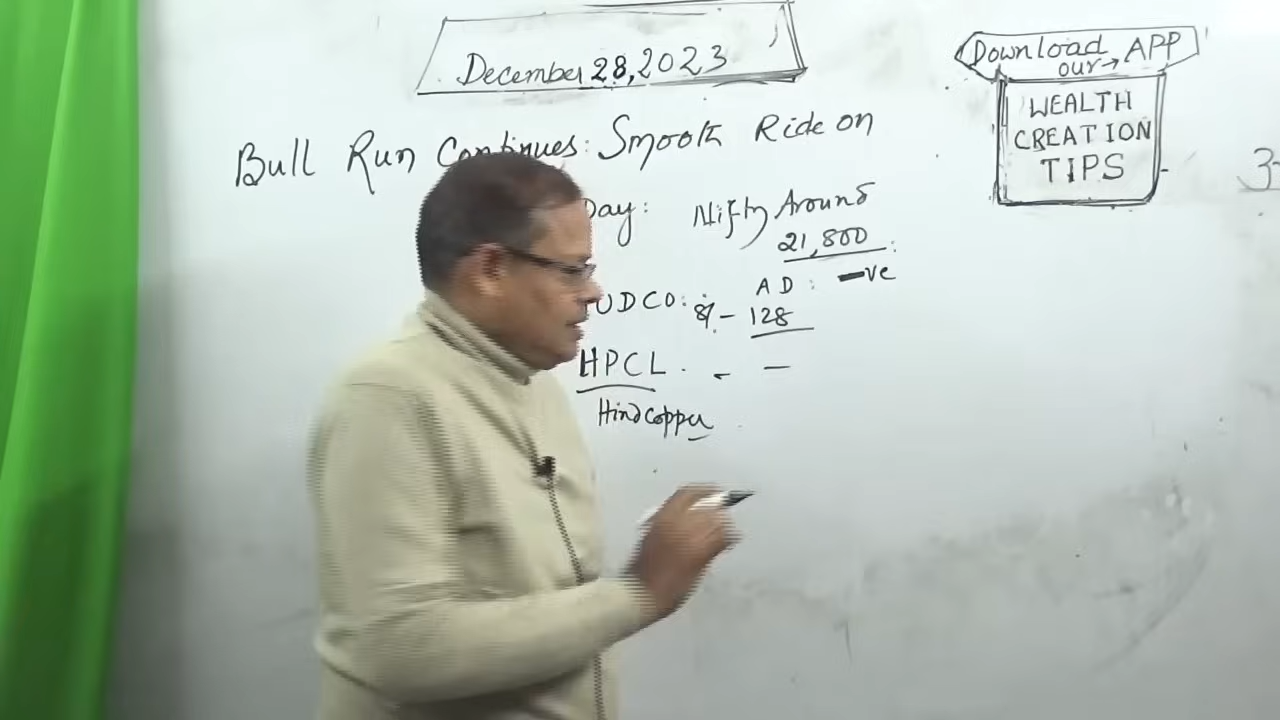 December 28, 2023
Download
our → APP
WEALTH
CREATION
TIPS
Bull Run Continues: Smooth Ride on
Day: Nifty Around
21,800
AD: -ve
UDCO: 128
HPCL - -
Hindcopper